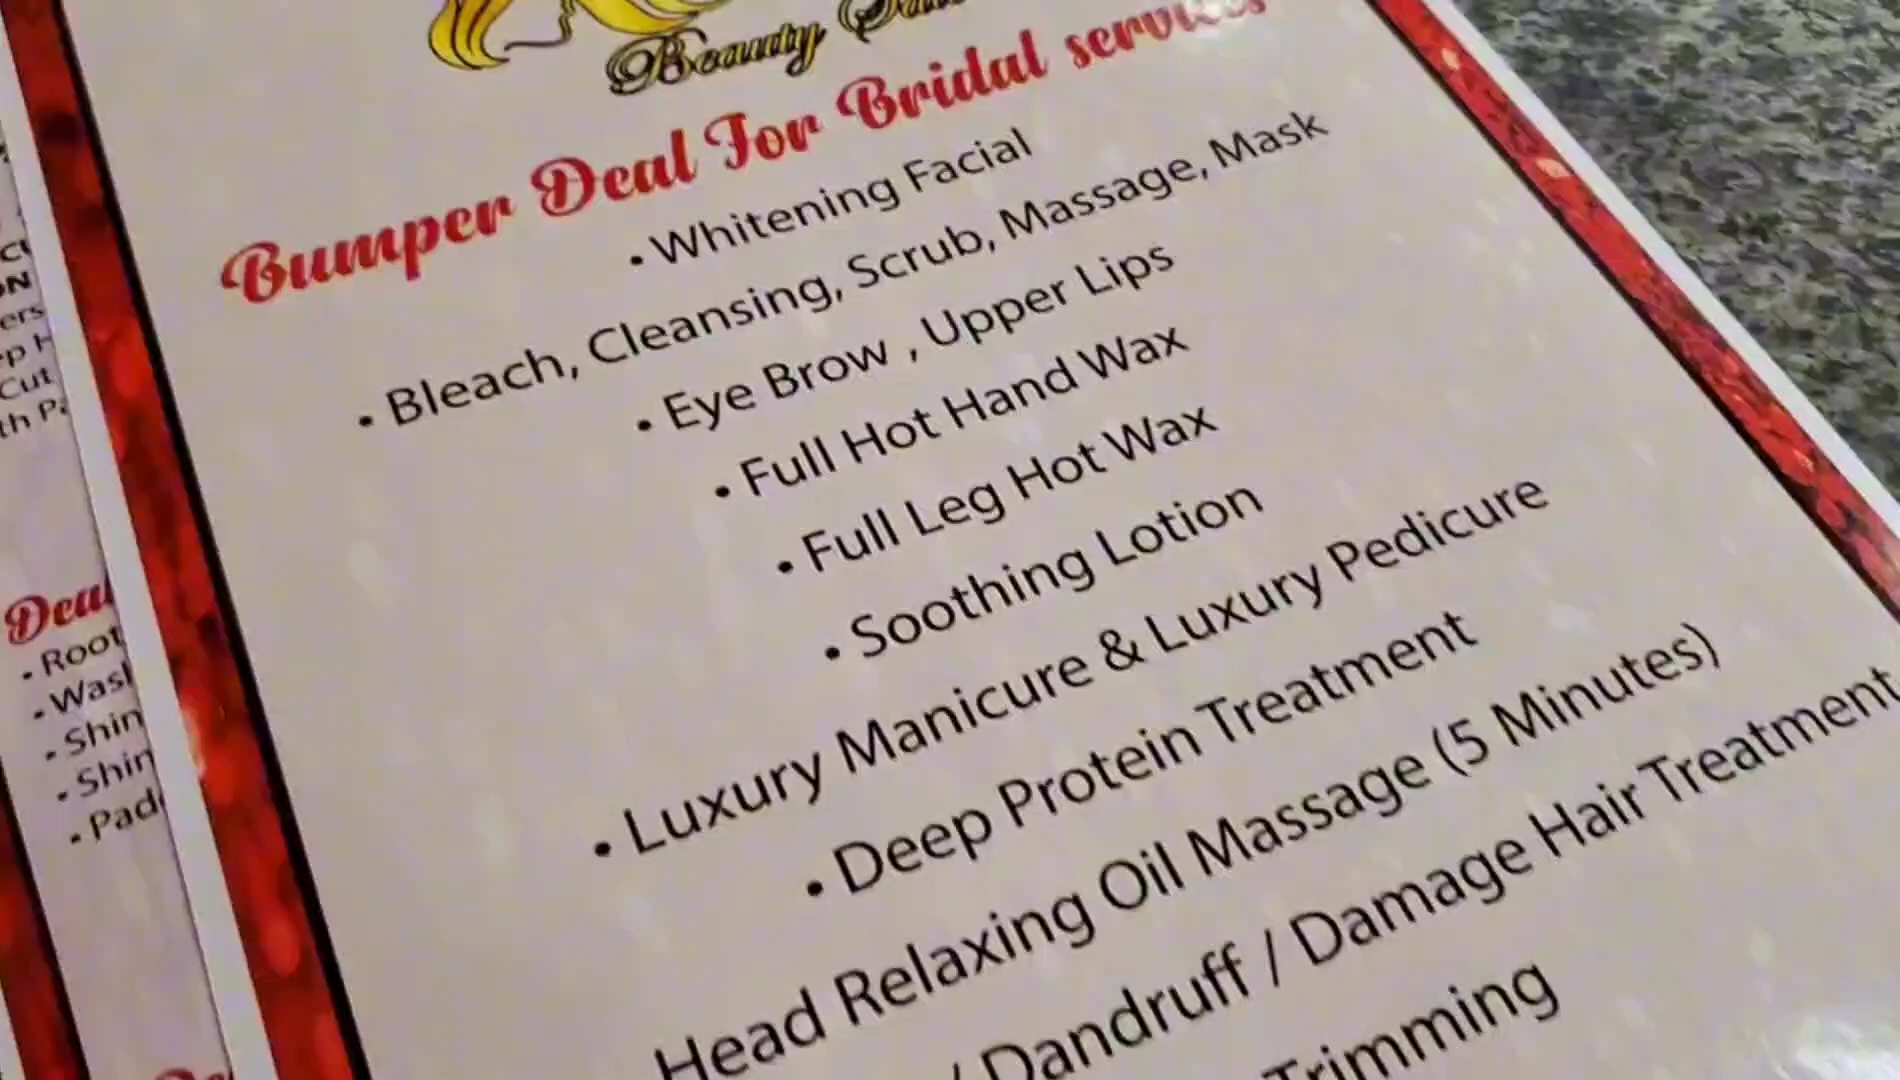 Beauty
Bumper Deal For Bridal services
• Whitening Facial
• Bleach, Cleansing, Scrub, Massage, Mask
• Eye Brow , Upper Lips
• Full Hot Hand Wax
• Full Leg Hot Wax
• Soothing Lotion
• Luxury Manicure & Luxury Pedicure
• Deep Protein Treatment
Head Relaxing Oil Massage (5 Minutes)
/ Dandruff / Damage Hair Treatment
Trimming
Deal
• Root
• Wash
• Shin
• Shin